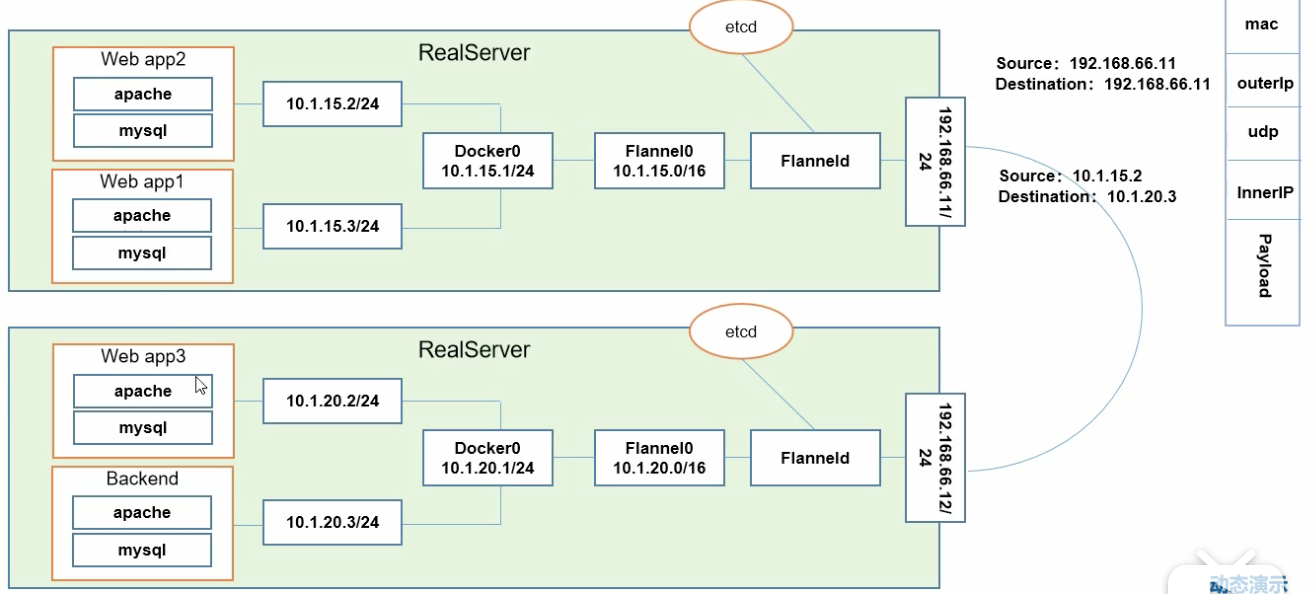 RealServer
etcd
Web app2
apache
mysql
10.1.15.2/24
Web app1
apache
mysql
10.1.15.3/24
Docker0
10.1.15.1/24
Flannel0
10.1.15.0/16
Flanneld
192.168.66.11/
24
Source：192.168.66.11
Destination：192.168.66.11
Source：10.1.15.2
Destination：10.1.20.3
mac
outerIp
udp
InnerIP
Payload
RealServer
etcd
Web app3
apache
mysql
10.1.20.2/24
Backend
apache
mysql
10.1.20.3/24
Docker0
10.1.20.1/24
Flannel0
10.1.20.0/16
Flanneld
192.168.66.12/
24
动态演示